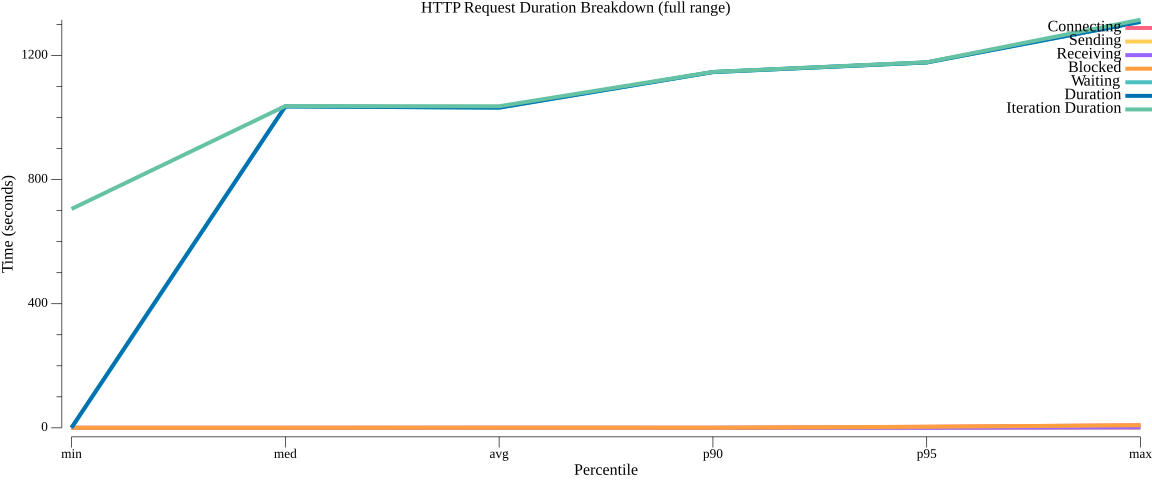 HTTP Request Duration Breakdown (full range)
Connecting
Sending
Receiving
Blocked
Waiting
Duration
Iteration Duration
1200
800
400
0
Time (seconds)
min med avg p90 p95 max
Percentile